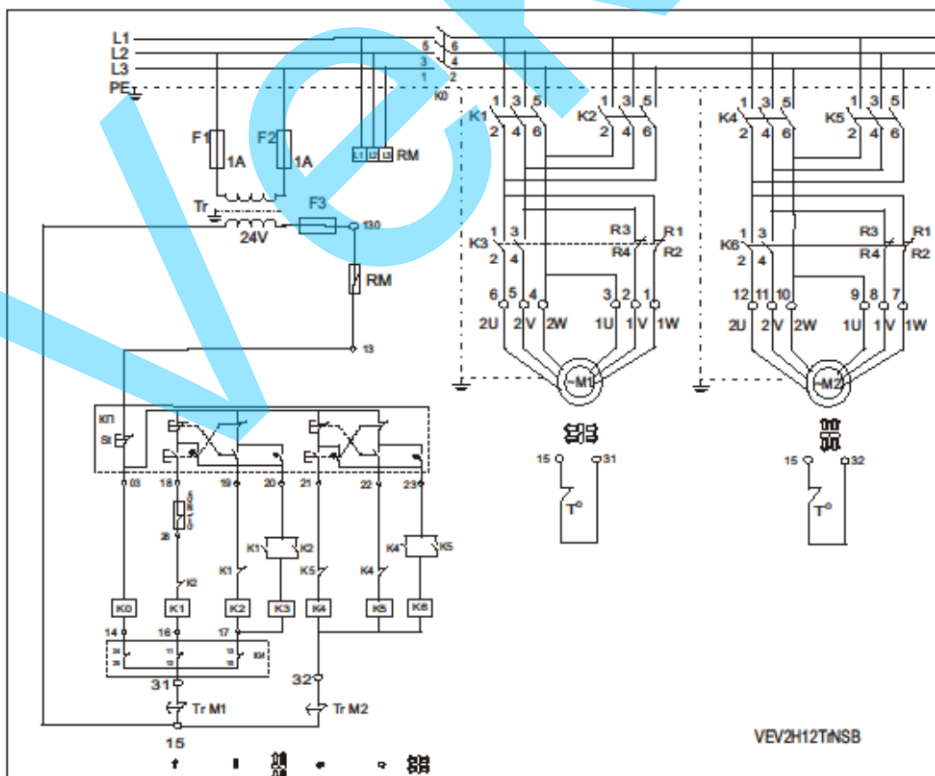 L1
L2
L3
PE
5 6
3 4
1 2
K0
F1
1A
F2
1A
L1 L2 L3 RM
Tr
24V
F3
130
RM
13
K1
1 3 5
2 4 6
K2
1 3 5
2 4 6
K4
1 3 5
2 4 6
K5
1 3 5
2 4 6
K3
1 3
2 4
R3
R4
R1
R2
K6
1 3
2 4
R3
R4
R1
R2
6 5 4 3 2 1
2U 2V 2W 1U 1V 1W
12 11 10 9 8 7
2U 2V 2W 1U 1V 1W
~M1
~M2
15 31
T°
15 32
T°
КП
St
03 18 19 20 21 22 23
26
K1 K2
K4 K5
K2
K1
K5
K4
K0 K1 K2 K3 K4 K5 K6
14 16 17
11
12
КИ
31
32
Tr M1
Tr M2
15
VEV2H12TrNSB